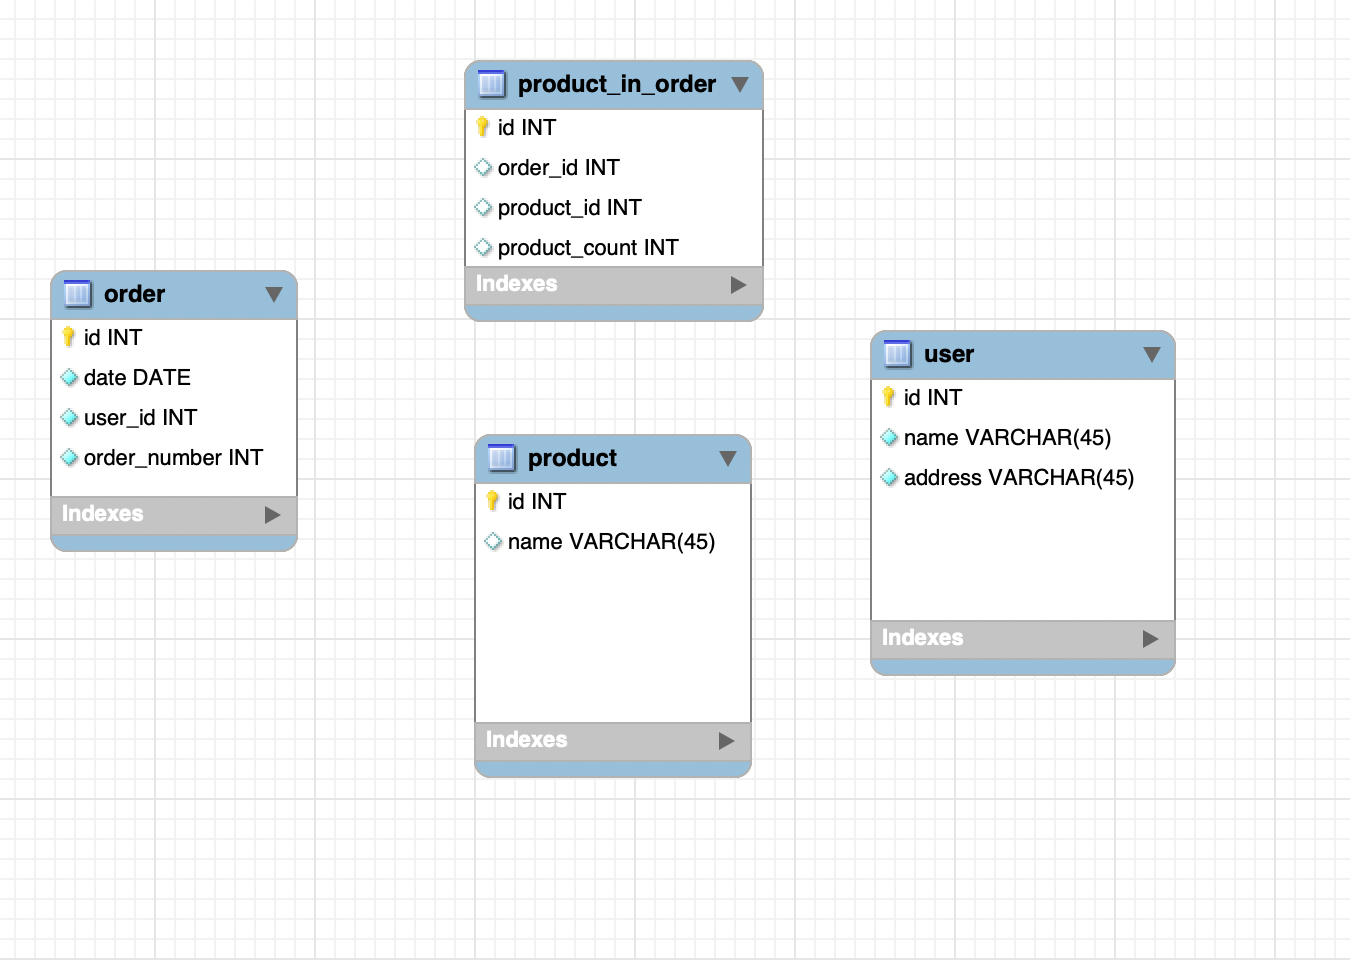 product_in_order
id INT
order_id INT
product_id INT
product_count INT
Indexes
order
id INT
date DATE
user_id INT
order_number INT
Indexes
product
id INT
name VARCHAR(45)
Indexes
user
id INT
name VARCHAR(45)
address VARCHAR(45)
Indexes